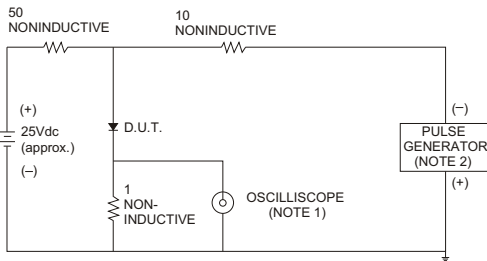 50
NONINDUCTIVE
10
NONINDUCTIVE
(+)
25Vdc
(approx.)
(–)
D.U.T.
1
NON-
INDUCTIVE
OSCILLISCOPE
(NOTE 1)
(–)
PULSE
GENERATOR
(NOTE 2)
(+)